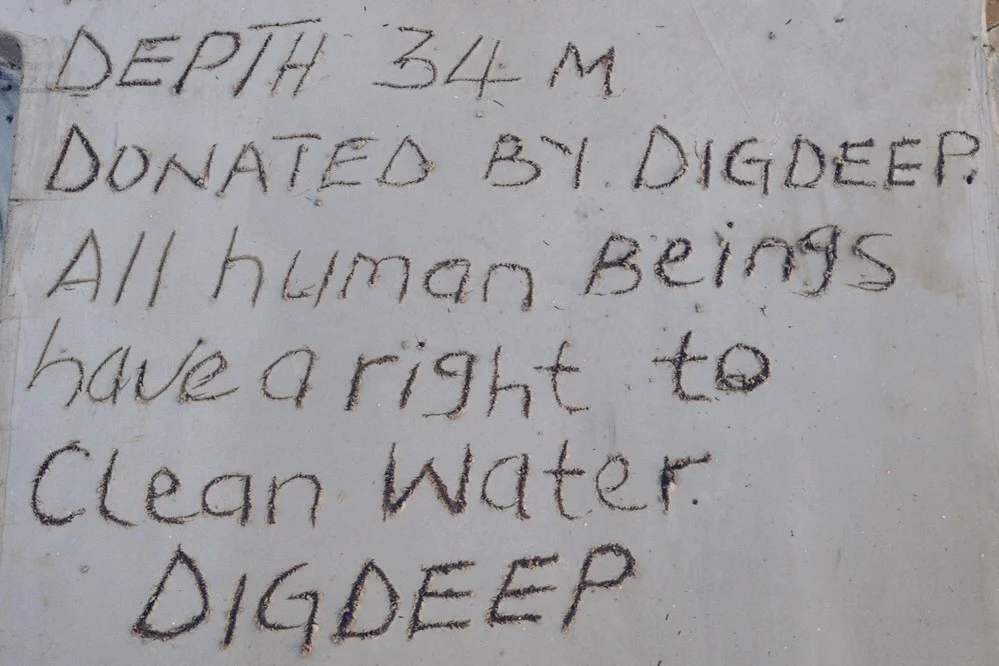 DEPTH 34 M
DONATED BY DIGDEEP.
All human Beings
have a right to
Clean Water.
DIGDEEP